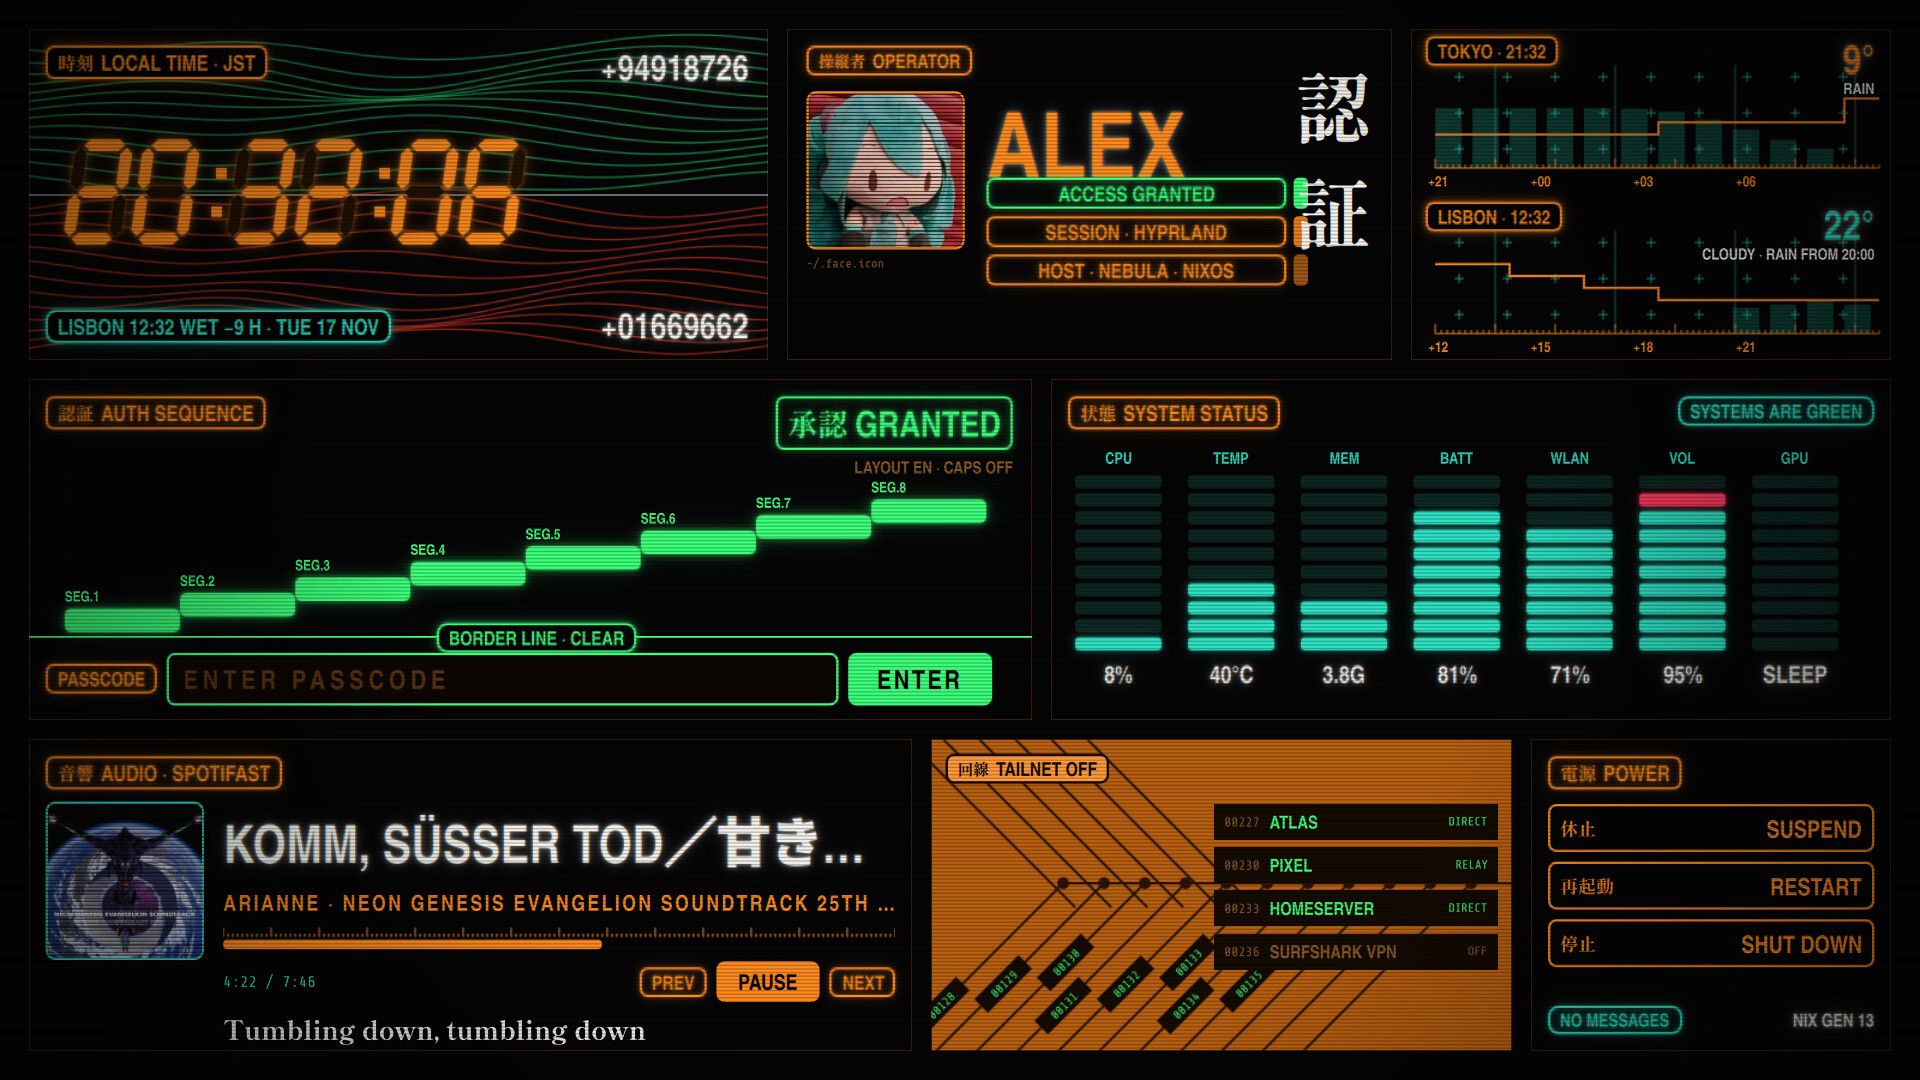 時刻 LOCAL TIME · JST
+94918726
20:32:06
LISBON 12:32 WET −9 H · TUE 17 NOV
+01669662
操縦者 OPERATOR
ALEX
ACCESS GRANTED
SESSION · HYPRLAND
HOST · NEBULA · NIXOS
~/.face.icon
認証
TOKYO · 21:32
9°
RAIN
+21 +00 +03 +06
LISBON · 12:32
22°
CLOUDY · RAIN FROM 20:00
+12 +15 +18 +21
認証 AUTH SEQUENCE
承認 GRANTED
LAYOUT EN · CAPS OFF
SEG.1
SEG.2
SEG.3
SEG.4
SEG.5
SEG.6
SEG.7
SEG.8
BORDER LINE · CLEAR
PASSCODE
ENTER PASSCODE
ENTER
状態 SYSTEM STATUS
SYSTEMS ARE GREEN
CPU TEMP MEM BATT WLAN VOL GPU
8% 40°C 3.8G 81% 71% 95% SLEEP
音響 AUDIO · SPOTIFAST
NEON GENESIS EVANGELION SOUNDTRACK
KOMM, SÜSSER TOD／甘き…
ARIANNE · NEON GENESIS EVANGELION SOUNDTRACK 25TH …
4:22 / 7:46
PREV
PAUSE
NEXT
Tumbling down, tumbling down
回線 TAILNET OFF
00227 ATLAS DIRECT
00230 PIXEL RELAY
00233 HOMESERVER DIRECT
00236 SURFSHARK VPN OFF
00128
00129
00130
00131
00132
00133
00134
00135
電源 POWER
休止 SUSPEND
再起動 RESTART
停止 SHUT DOWN
NO MESSAGES
NIX GEN 13